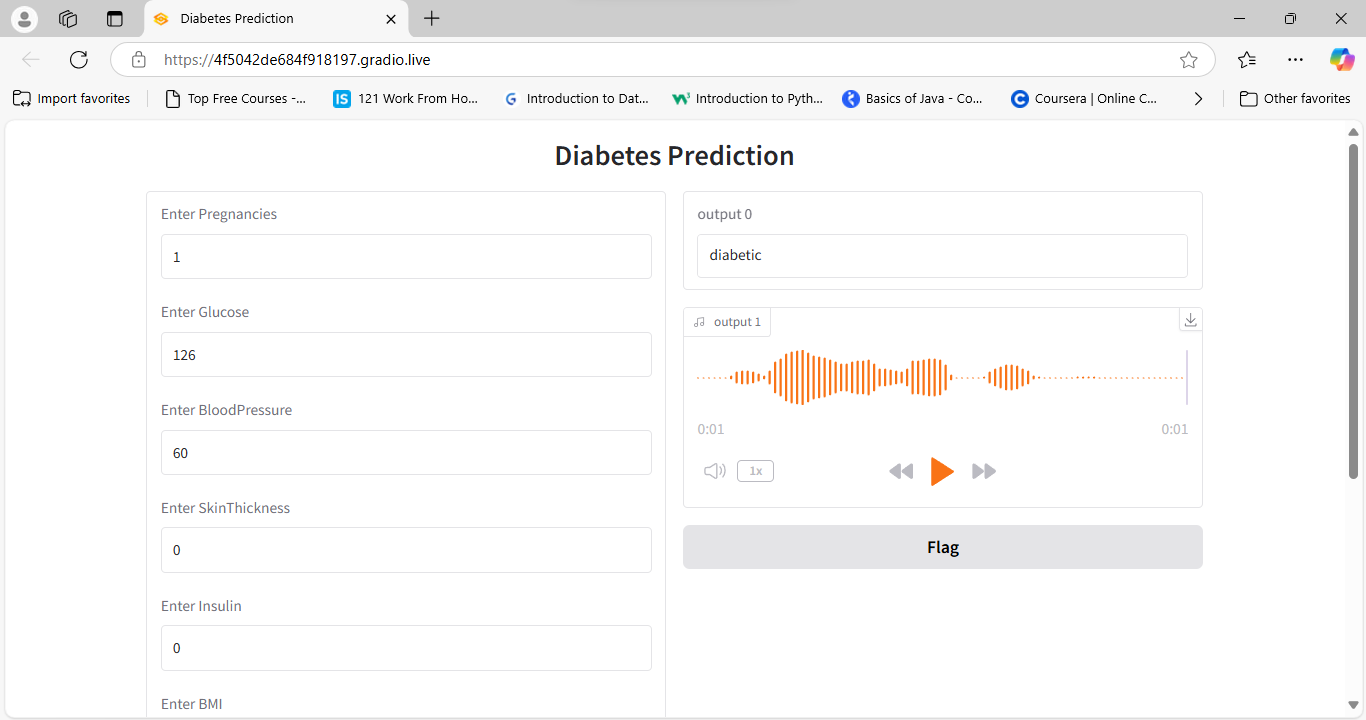 Diabetes Prediction
https://4f5042de684f918197.gradio.live
Import favorites
Top Free Courses -...
IS
121 Work From Ho...
G
Introduction to Dat...
W3
Introduction to Pyth...
Basics of Java - Co...
C
Coursera | Online C...
Other favorites
Diabetes Prediction
Enter Pregnancies
1
Enter Glucose
126
Enter BloodPressure
60
Enter SkinThickness
0
Enter Insulin
0
Enter BMI
output 0
diabetic
output 1
0:01
0:01
1x
Flag